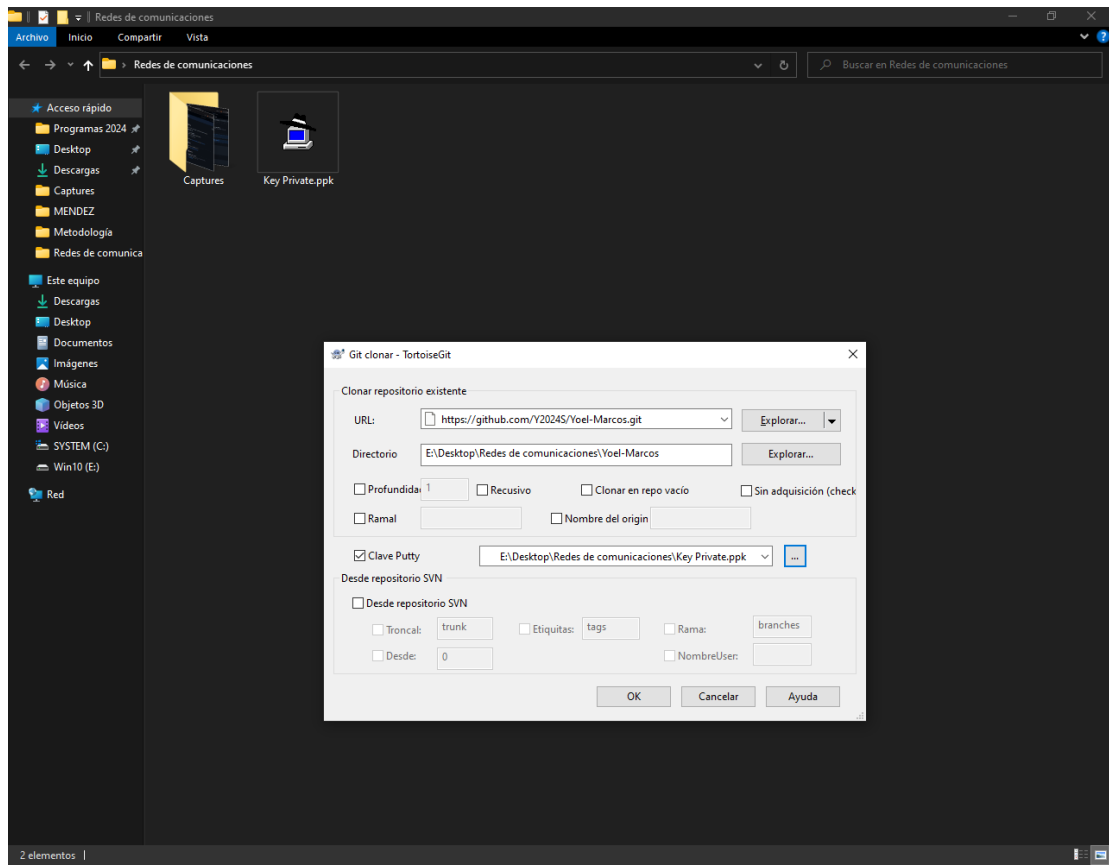 Redes de comunicaciones
Archivo Inicio Compartir Vista
Redes de comunicaciones
Buscar en Redes de comunicaciones
Acceso rápido
Programas 2024
Desktop
Descargas
Captures
MENDEZ
Metodología
Redes de comunica
Este equipo
Descargas
Desktop
Documentos
Imágenes
Música
Objetos 3D
Vídeos
SYSTEM (C:)
Win10 (E:)
Red
Captures
Key Private.ppk
Git clonar - TortoiseGit
Clonar repositorio existente
URL: https://github.com/Y2024S/Yoel-Marcos.git Explorar...
Directorio E:\Desktop\Redes de comunicaciones\Yoel-Marcos Explorar...
Profundida 1 Recusivo Clonar en repo vacío Sin adquisición (check
Ramal Nombre del origin
Clave Putty E:\Desktop\Redes de comunicaciones\Key Private.ppk ...
Desde repositorio SVN
Desde repositorio SVN
Troncal: trunk Etiquitas: tags Rama: branches
Desde: 0 NombreUser:
OK Cancelar Ayuda
2 elementos